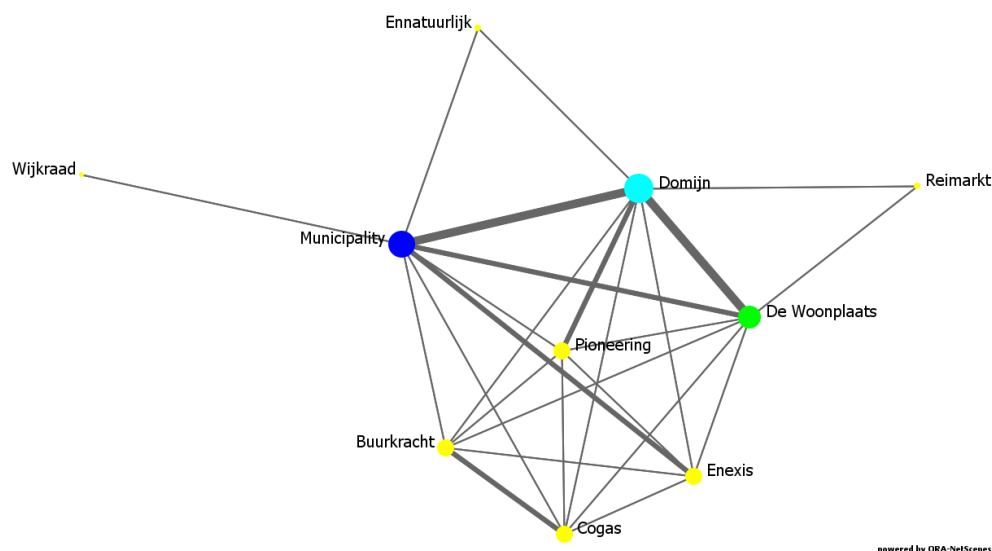 Ennatuurlijk
Wijkraad
Domijn
Reimarkt
Municipality
De Woonplaats
Pioneering
Buurkracht
Enexis
Cogas
powered by ORA-NetScenes